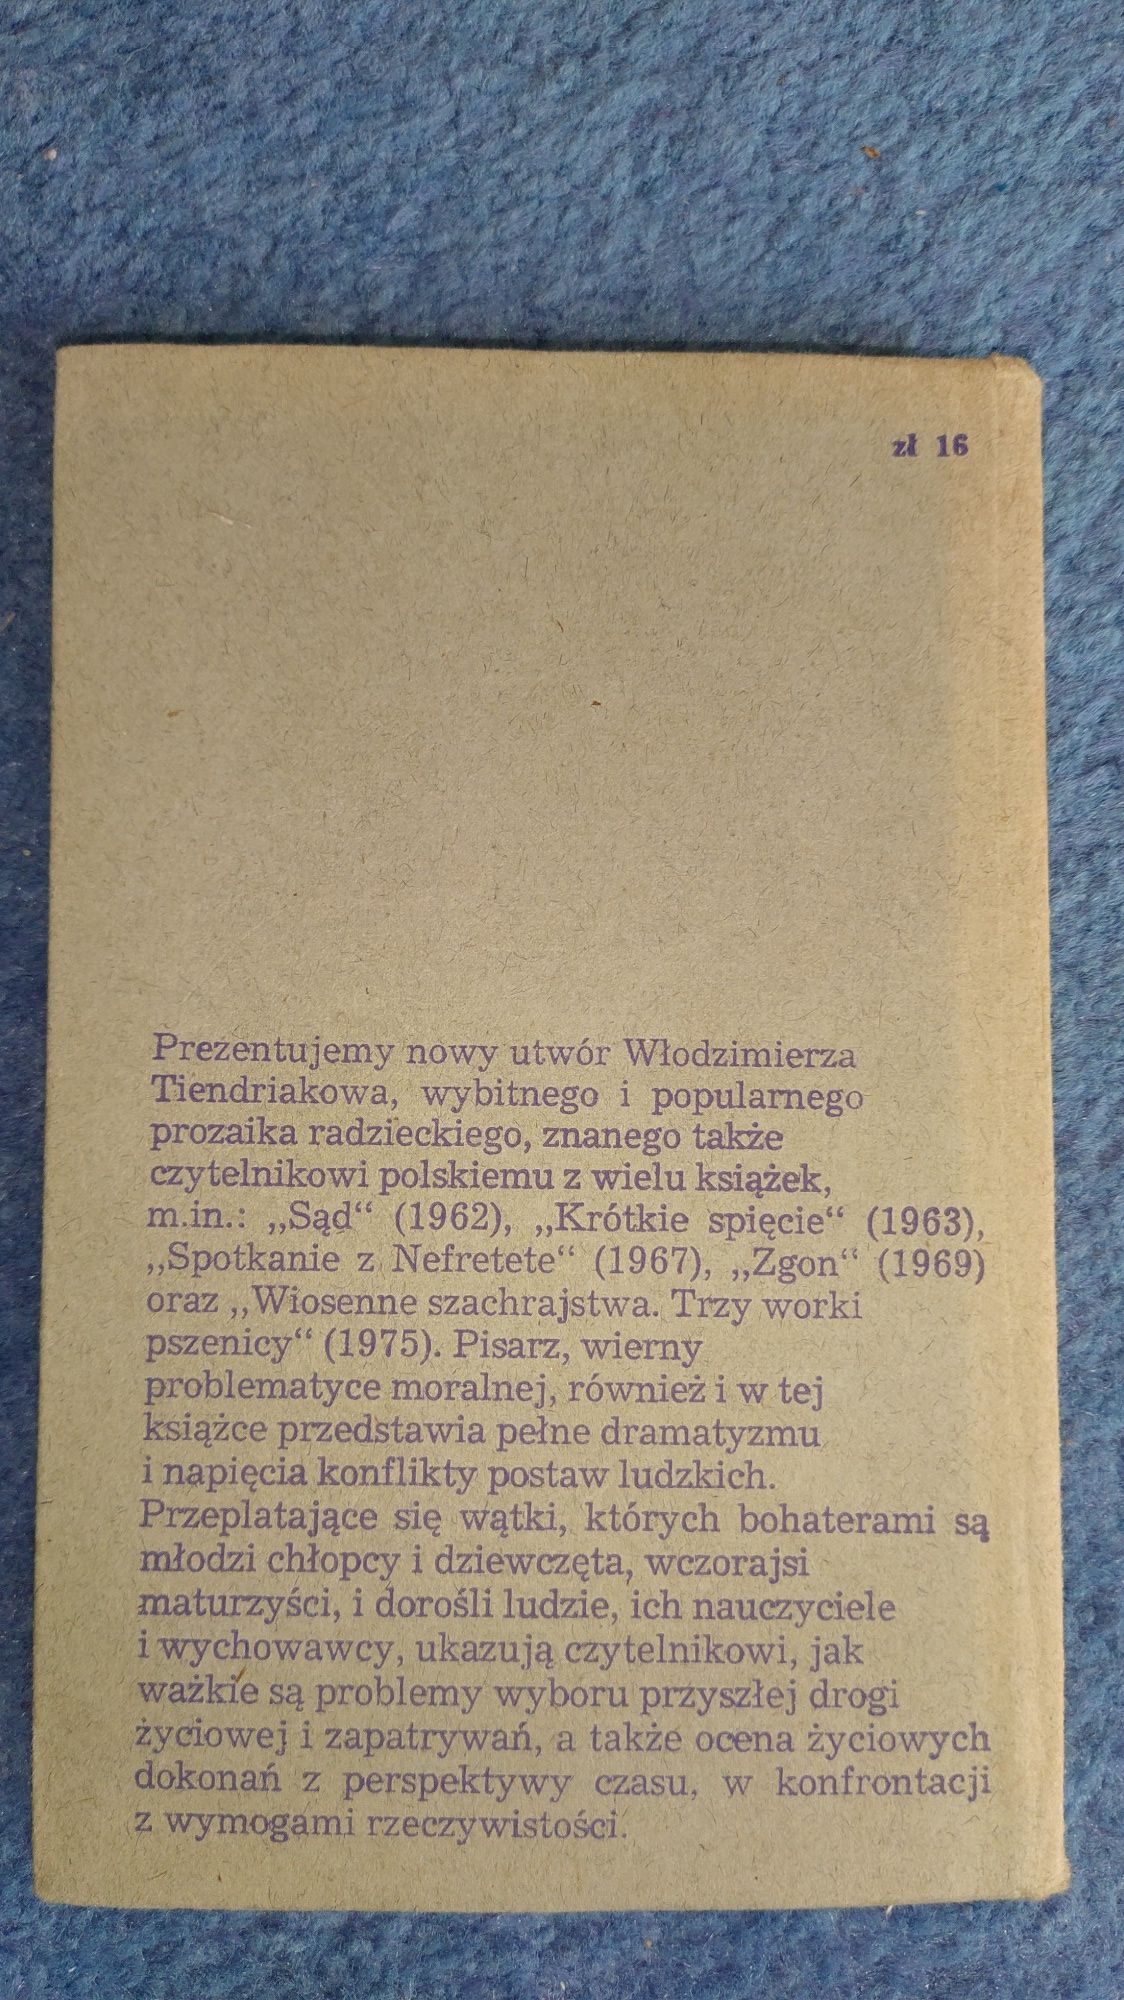 zł 16
Prezentujemy nowy utwór Włodzimierza
Tiendriakowa, wybitnego i popularnego
prozaika radzieckiego, znanego także
czytelnikowi polskiemu z wielu książek,
m.in.: „Sąd“ (1962), „Krótkie spięcie“ (1963),
„Spotkanie z Nefretete“ (1967), „Zgon“ (1969)
oraz „Wiosenne szachrajstwa. Trzy worki
pszenicy“ (1975). Pisarz, wierny
problematyce moralnej, również i w tej
książce przedstawia pełne dramatyzmu
i napięcia konflikty postaw ludzkich.
Przeplatające się wątki, których bohaterami są
młodzi chłopcy i dziewczęta, wczorajsi
maturzyści, i dorośli ludzie, ich nauczyciele
i wychowawcy, ukazują czytelnikowi, jak
ważkie są problemy wyboru przyszłej drogi
życiowej i zapatrywań, a także ocena życiowych
dokonań z perspektywy czasu, w konfrontacji
z wymogami rzeczywistości.